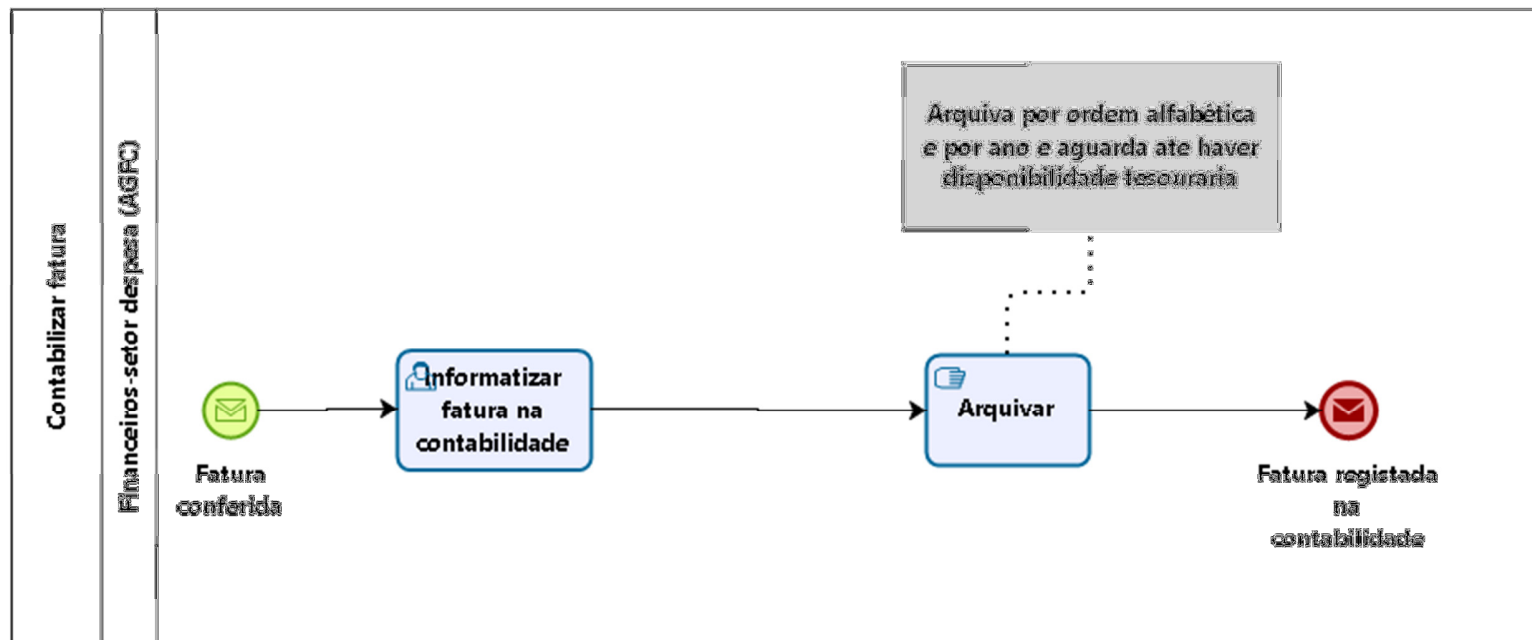 Contabilizar fatura
Financeiros-setor despesa (AGFC)
Arquiva por ordem alfabética
e por ano e aguarda ate haver
disponibilidade tesouraria
Fatura
conferida
Informatizar
fatura na
contabilidade
Arquivar
Fatura registada
na
contabilidade